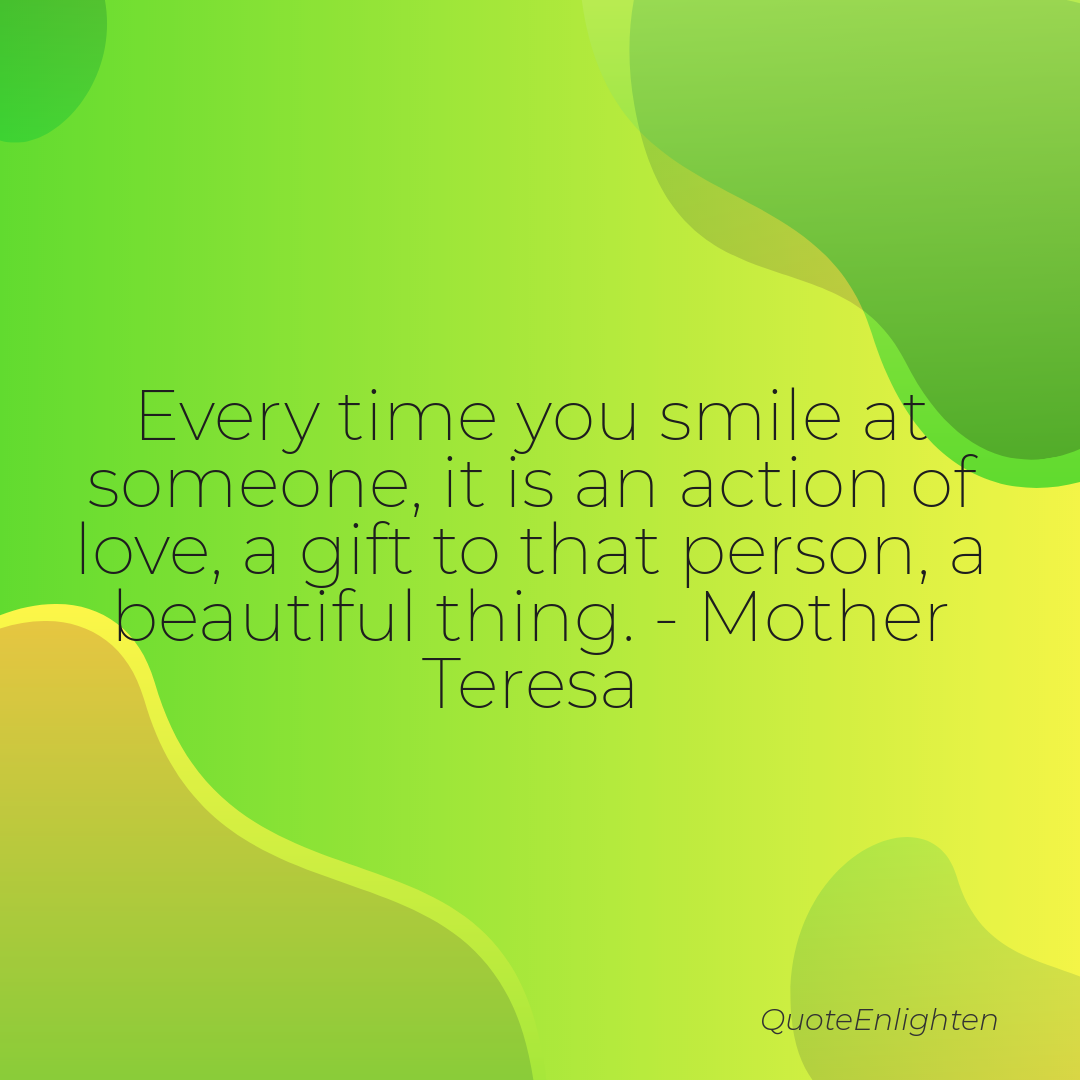 Every time you smile at
someone, it is an action of
love, a gift to that person, a
beautiful thing. - Mother
Teresa
QuoteEnlighten